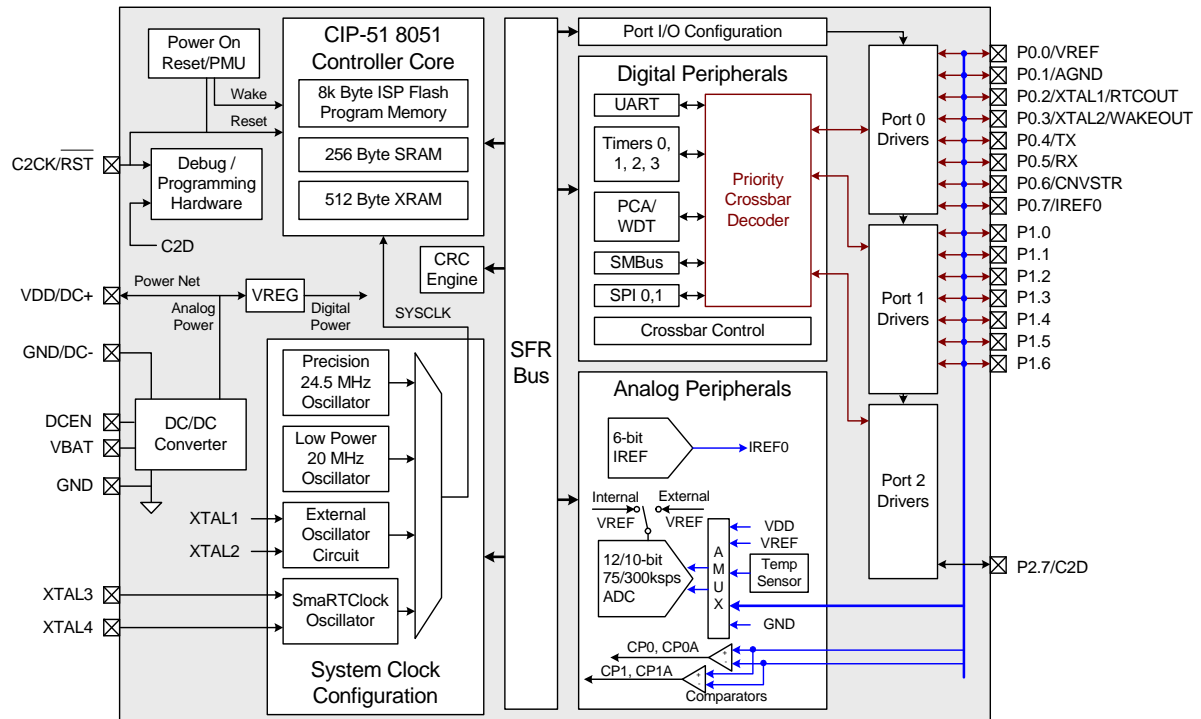 Power On
Reset/PMU
Wake
Reset
C2CK/RST
Debug /
Programming
Hardware
C2D
CIP-51 8051
Controller Core
8k Byte ISP Flash
Program Memory
256 Byte SRAM
512 Byte XRAM
CRC
Engine
VDD/DC+
Power Net
Analog
Power
VREG
Digital
Power
SYSCLK
GND/DC-
DCEN
VBAT
GND
DC/DC
Converter
Precision
24.5 MHz
Oscillator
Low Power
20 MHz
Oscillator
XTAL1
XTAL2
External
Oscillator
Circuit
XTAL3
XTAL4
SmaRTClock
Oscillator
System Clock
Configuration
SFR
Bus
Port I/O Configuration
Digital Peripherals
UART
Timers 0,
1, 2, 3
PCA/
WDT
SMBus
SPI 0,1
Priority
Crossbar
Decoder
Crossbar Control
Analog Peripherals
6-bit
IREF
IREF0
Internal
VREF
External
VREF
12/10-bit
75/300ksps
ADC
A
M
U
X
VDD
VREF
Temp
Sensor
GND
CP0, CP0A
+
-
CP1, CP1A
+
-
Comparators
Port 0
Drivers
Port 1
Drivers
Port 2
Drivers
P0.0/VREF
P0.1/AGND
P0.2/XTAL1/RTCOUT
P0.3/XTAL2/WAKEOUT
P0.4/TX
P0.5/RX
P0.6/CNVSTR
P0.7/IREF0
P1.0
P1.1
P1.2
P1.3
P1.4
P1.5
P1.6
P2.7/C2D